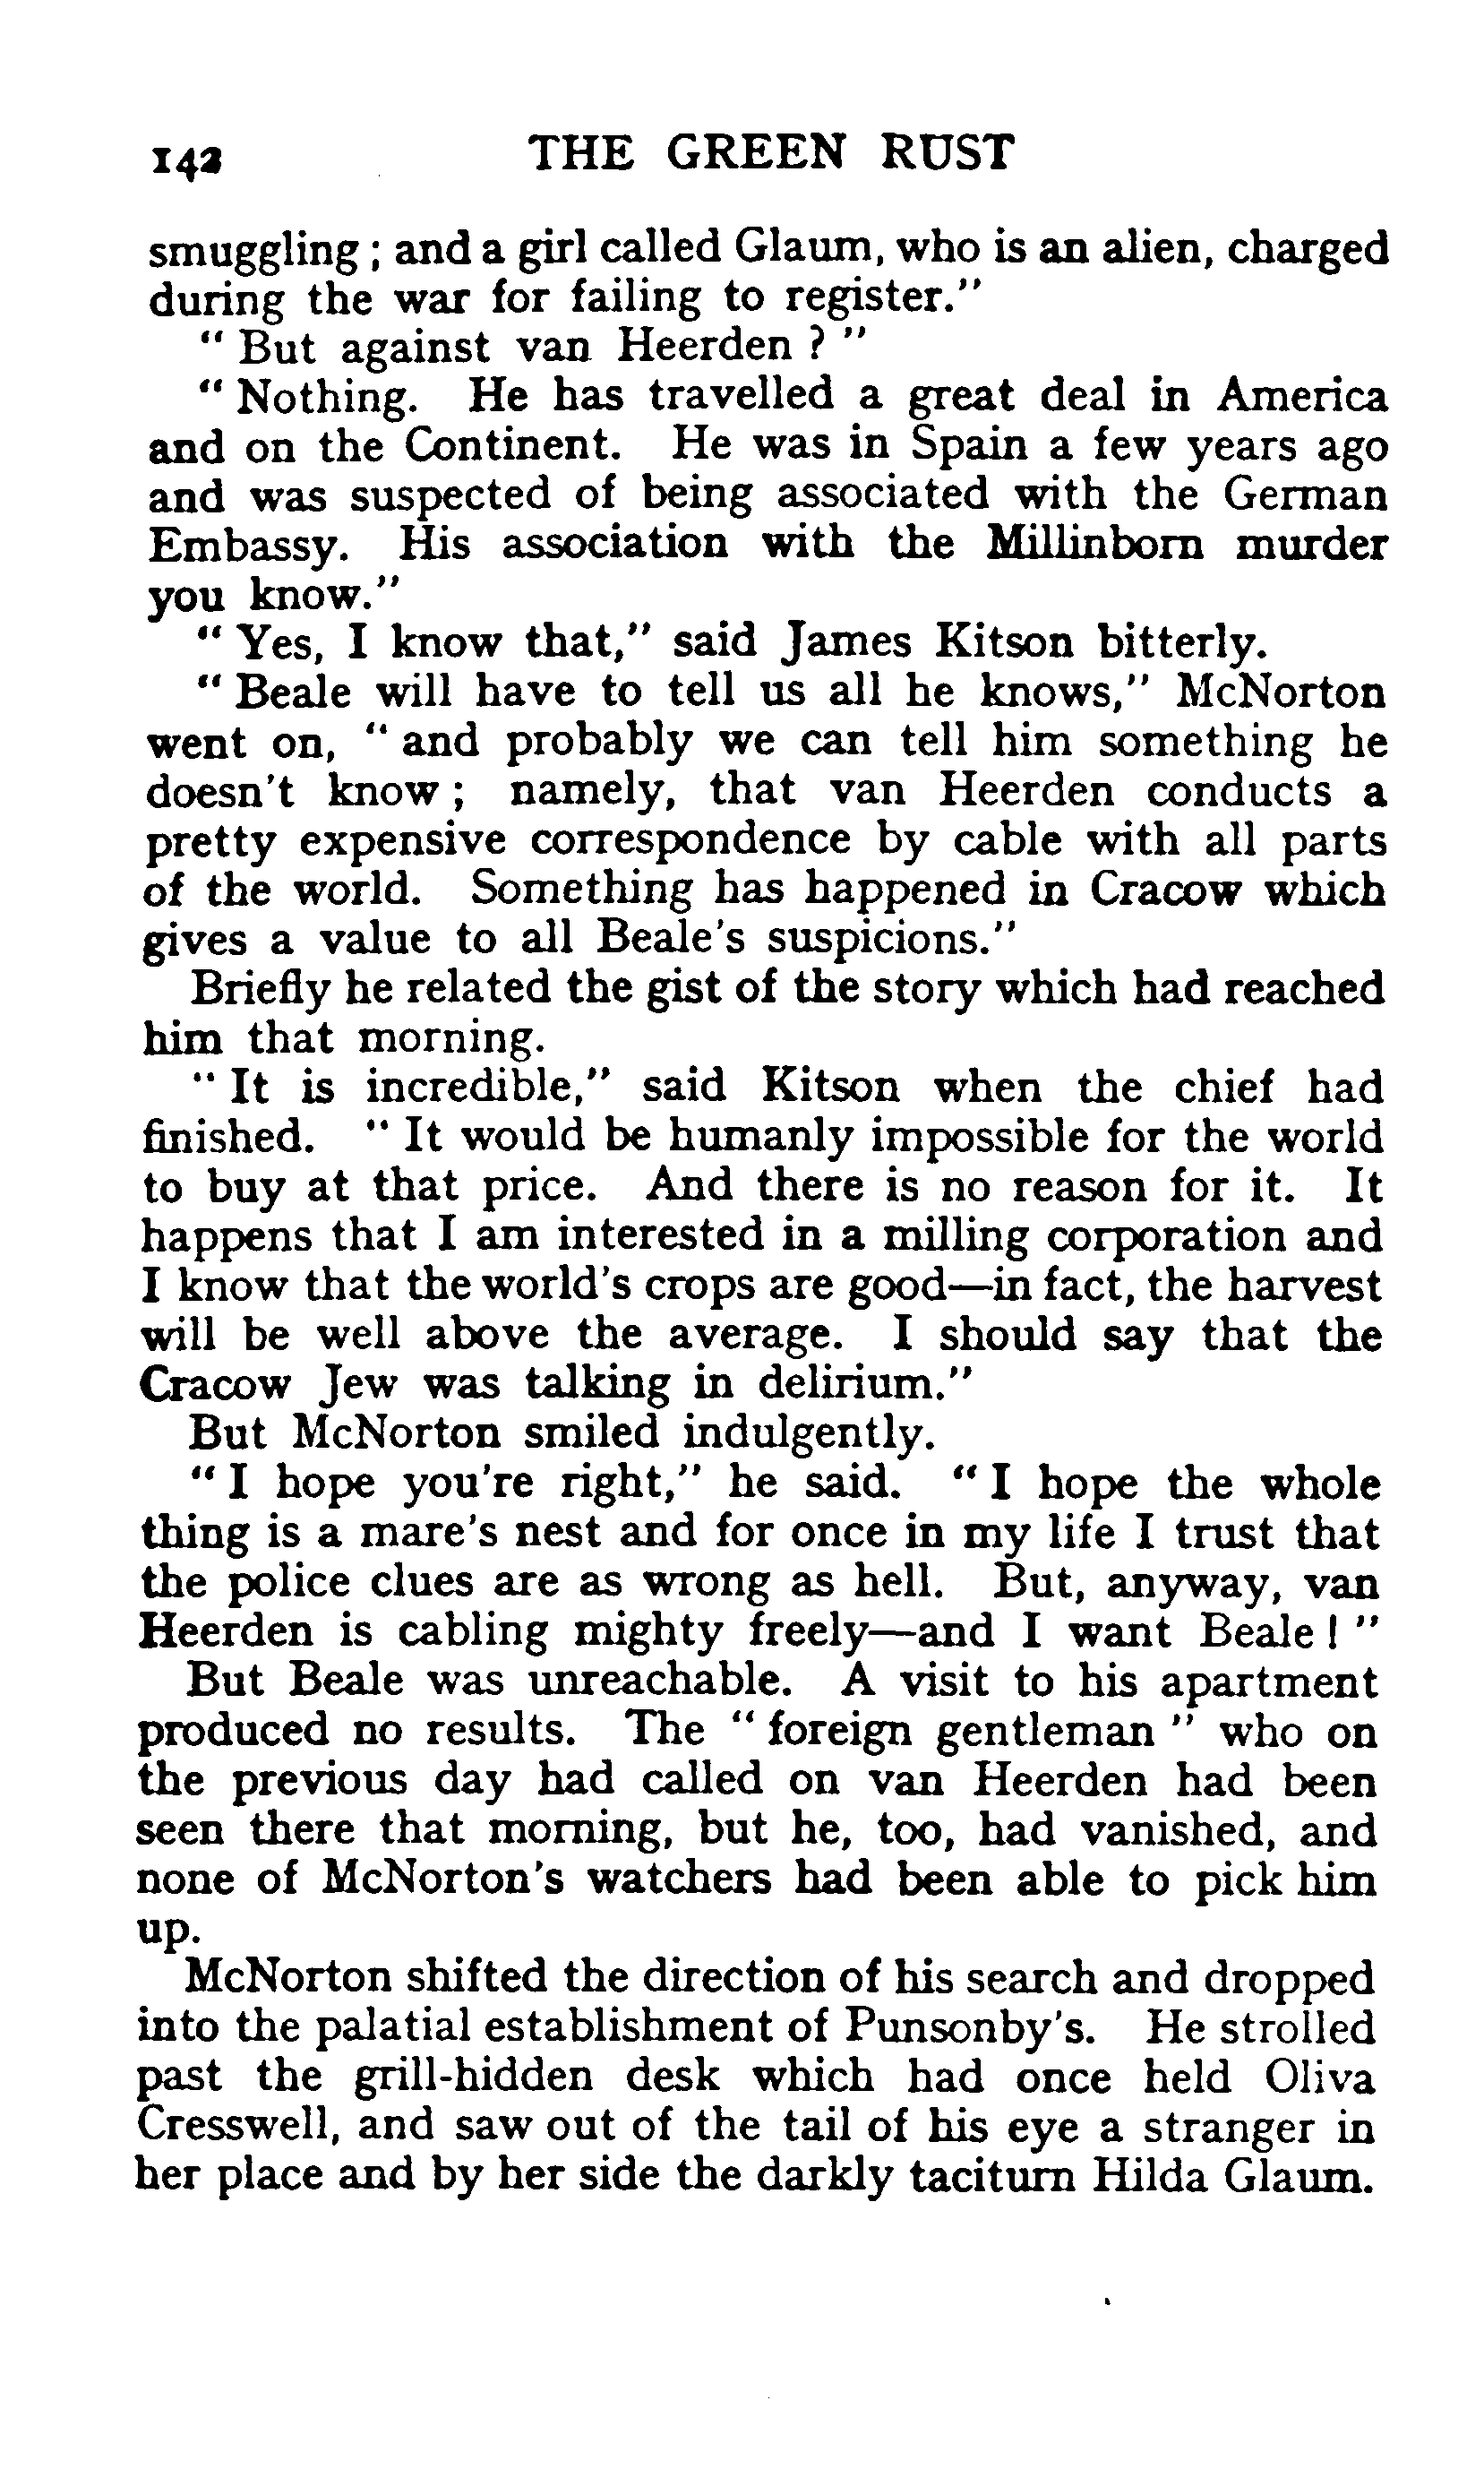 142 THE GREEN RUST
smuggling ; and a girl called Glaum, who is an alien, charged
during the war for failing to register."
" But against van Heerden ? "
" Nothing. He has travelled a great deal in America
and on the Continent. He was in Spain a few years ago
and was suspected of being associated with the German
Embassy. His association with the Millinborn murder
you know."
" Yes, I know that," said James Kitson bitterly.
" Beale will have to tell us all he knows," McNorton
went on, " and probably we can tell him something he
doesn't know ; namely, that van Heerden conducts a
pretty expensive correspondence by cable with all parts
of the world. Something has happened in Cracow which
gives a value to all Beale's suspicions."
Briefly he related the gist of the story which had reached
him that morning.
" It is incredible," said Kitson when the chief had
finished. " It would be humanly impossible for the world
to buy at that price. And there is no reason for it. It
happens that I am interested in a milling corporation and
I know that the world's crops are good—in fact, the harvest
will be well above the average. I should say that the
Cracow Jew was talking in delirium."
But McNorton smiled indulgently.
" I hope you're right," he said. " I hope the whole
thing is a mare's nest and for once in my life I trust that
the police clues are as wrong as hell. But, anyway, van
Heerden is cabling mighty freely—and I want Beale ! "
But Beale was unreachable. A visit to his apartment
produced no results. The " foreign gentleman " who on
the previous day had called on van Heerden had been
seen there that morning, but he, too, had vanished, and
none of McNorton's watchers had been able to pick him
up.
McNorton shifted the direction of his search and dropped
into the palatial establishment of Punsonby's. He strolled
past the grill-hidden desk which had once held Oliva
Cresswell, and saw out of the tail of his eye a stranger in
her place and by her side the darkly taciturn Hilda Glaum.